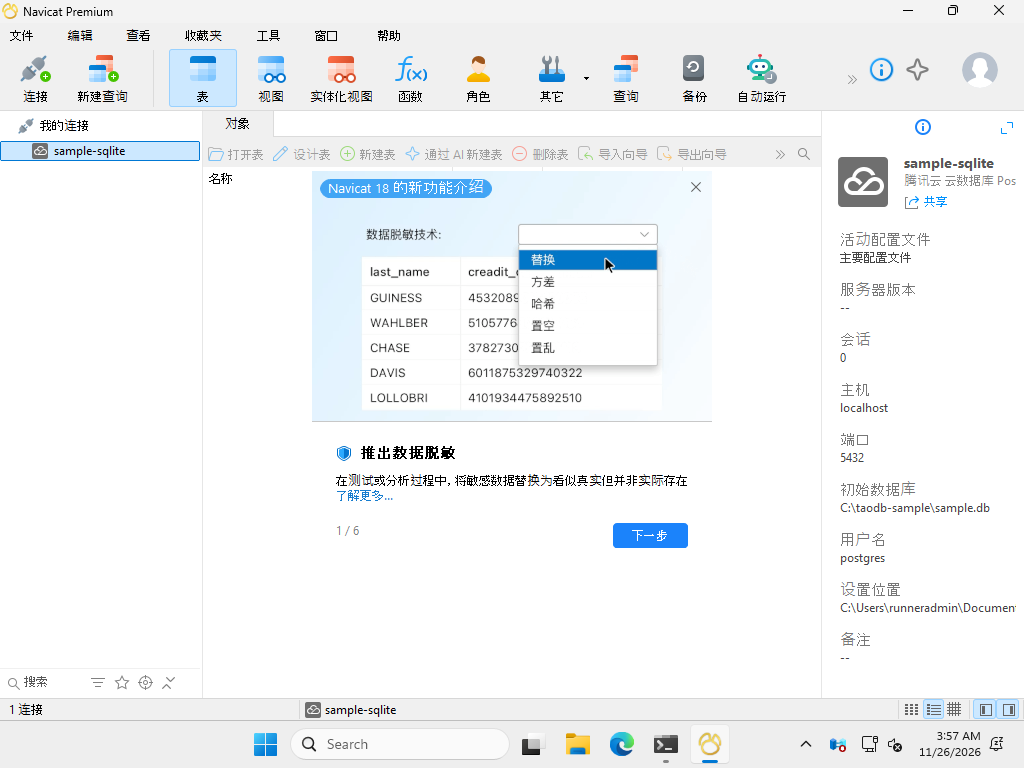 Navicat Premium
文件 编辑 查看 收藏夹 工具 窗口 帮助
连接 新建查询 表 视图 实体化视图 函数 角色 其它 查询 备份 自动运行
我的连接
sample-sqlite
对象
打开表 设计表 新建表 通过 AI 新建表 删除表 导入向导 导出向导
名称
Navicat 18 的新功能介绍
数据脱敏技术:
替换
方差
哈希
置空
置乱
last_name
GUINESS 4532089
WAHLBER 5105776
CHASE 3782730
DAVIS 6011875329740322
LOLLOBRI 4101934475892510
推出数据脱敏
在测试或分析过程中, 将敏感数据替换为看似真实但并非实际存在
了解更多...
1 / 6
下一步
sample-sqlite
腾讯云 云数据库 Pos
共享
活动配置文件
主要配置文件
服务器版本
--
会话
0
主机
localhost
端口
5432
初始数据库
C:\taodb-sample\sample.db
用户名
postgres
设置位置
C:\Users\runneradmin\Documen
备注
--
搜索
1 连接
sample-sqlite
Search
3:57 AM
11/26/2026